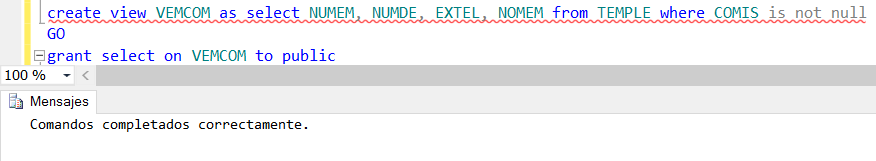 create view VEMCOM as select NUMEM, NUMDE, EXTEL, NOMEM from TEMPLE where COMIS is not null
GO
grant select on VEMCOM to public
100 %
Mensajes
Comandos completados correctamente.